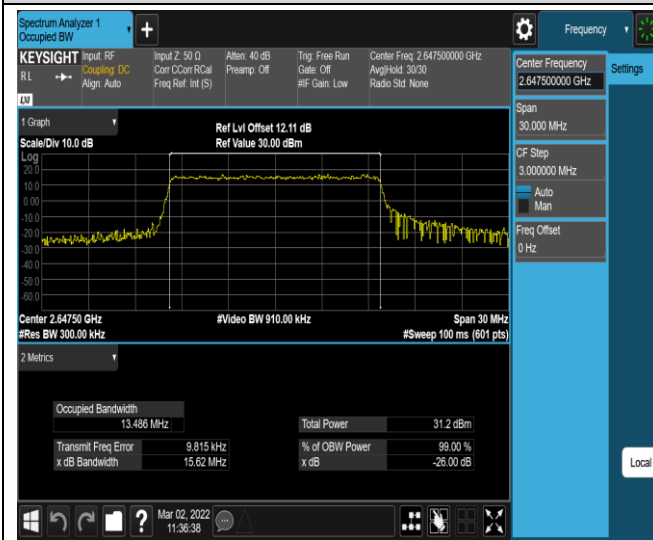 Spectrum Analyzer 1
Occupied BW
+
Frequency
KEYSIGHT
R L
LXI
Input: RF
Coupling: DC
Align: Auto
Input Z: 50 Ω
Corr CCorr RCal
Freq Ref: Int (S)
Atten: 40 dB
Preamp: Off
Trig: Free Run
Gate: Off
#IF Gain: Low
Center Freq: 2.647500000 GHz
Avg|Hold: 30/30
Radio Std: None
Center Frequency
2.647500000 GHz
Settings
Span
30.000 MHz
CF Step
3.000000 MHz
Auto
Man
Freq Offset
0 Hz
Local
1 Graph
Scale/Div 10.0 dB
Ref Lvl Offset 12.11 dB
Ref Value 30.00 dBm
Log
20.0
10.0
0.00
-10.0
-20.0
-30.0
-40.0
-50.0
-60.0
Center 2.64750 GHz
#Video BW 910.00 kHz
Span 30 MHz
#Res BW 300.00 kHz
#Sweep 100 ms (601 pts)
2 Metrics
Occupied Bandwidth
13.486 MHz
Total Power 31.2 dBm
Transmit Freq Error 9.815 kHz
% of OBW Power 99.00 %
x dB Bandwidth 15.62 MHz
x dB -26.00 dB
?
Mar 02, 2022
11:36:38